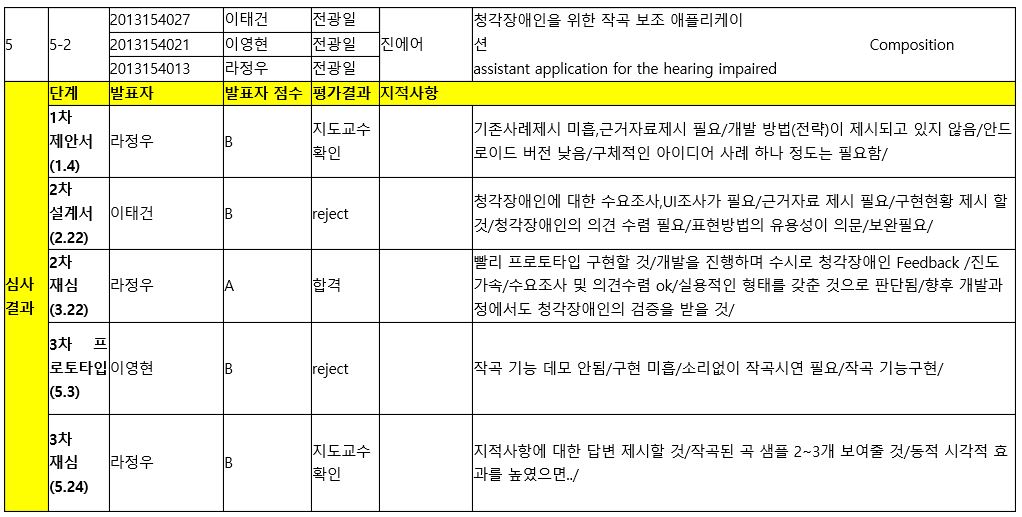 5 5-2 2013154027 이태건 전광일 진에어 청각장애인을 위한 작곡 보조 애플리케이
2013154021 이영현 전광일 션 Composition
2013154013 라정우 전광일 assistant application for the hearing impaired
심사
결과
단계 발표자 발표자 점수 평가결과 지적사항
1차
제안서
(1.4)
라정우 B
지도교수
확인
기존사례제시 미흡,근거자료제시 필요/개발 방법(전략)이 제시되고 있지 않음/안드
로이드 버전 낮음/구체적인 아이디어 사례 하나 정도는 필요함/
2차
설계서
(2.22)
이태건 B reject
청각장애인에 대한 수요조사,UI조사가 필요/근거자료 제시 필요/구현현황 제시 할
것/청각장애인의 의견 수렴 필요/표현방법의 유용성이 의문/보완필요/
2차
재심
(3.22)
라정우 A 합격
빨리 프로토타입 구현할 것/개발을 진행하며 수시로 청각장애인 Feedback /진도
가속/수요조사 및 의견수렴 ok/실용적인 형태를 갖춘 것으로 판단됨/향후 개발과
정에서도 청각장애인의 검증을 받을 것/
3차 프
로토타입
(5.3)
이영현 B reject
작곡 기능 데모 안됨/구현 미흡/소리없이 작곡시연 필요/작곡 기능구현/
3차
재심
(5.24)
라정우 B
지도교수
확인
지적사항에 대한 답변 제시할 것/작곡된 곡 샘플 2~3개 보여줄 것/동적 시각적 효
과를 높였으면../